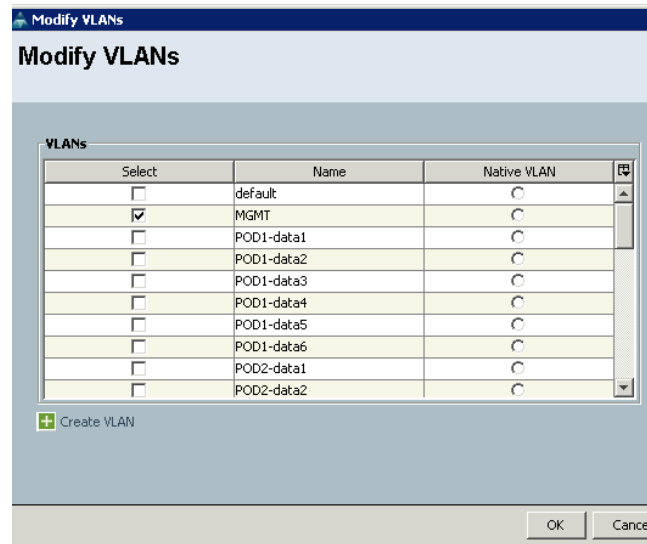 Modify VLANs
Modify VLANs
VLANs
Select Name Native VLAN
default
MGMT
POD1-data1
POD1-data2
POD1-data3
POD1-data4
POD1-data5
POD1-data6
POD2-data1
POD2-data2
Create VLAN
OK Cance